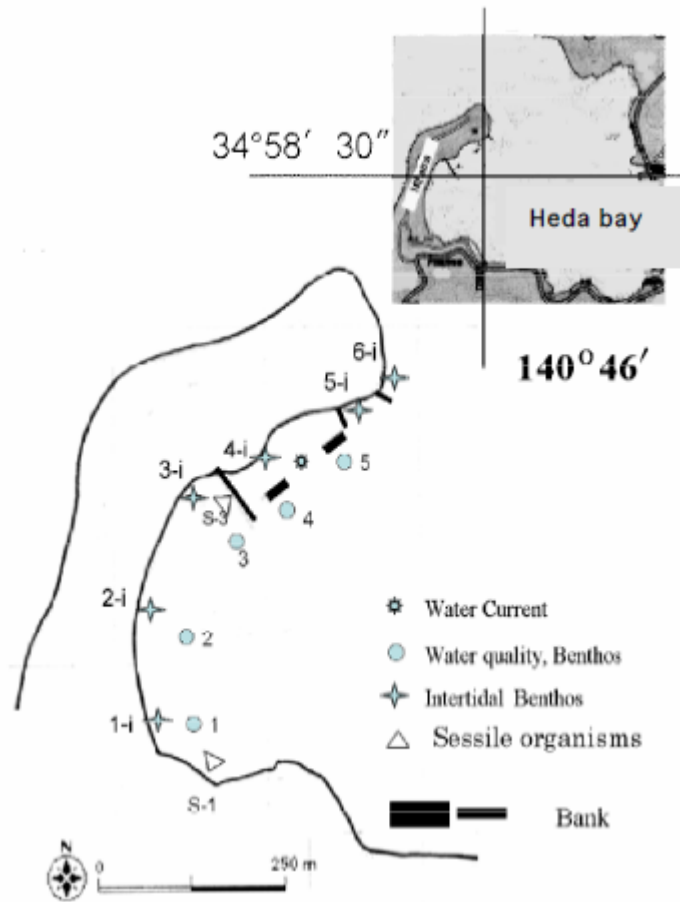 34°58′ 30″
Heda bay
140° 46′
6-i
5-i
4-i
5
3-i
S-3
4
3
2-i
2
1-i
1
S-1
Water Current
Water quality, Benthos
Intertidal Benthos
Sessile organisms
Bank
N
0
250 m